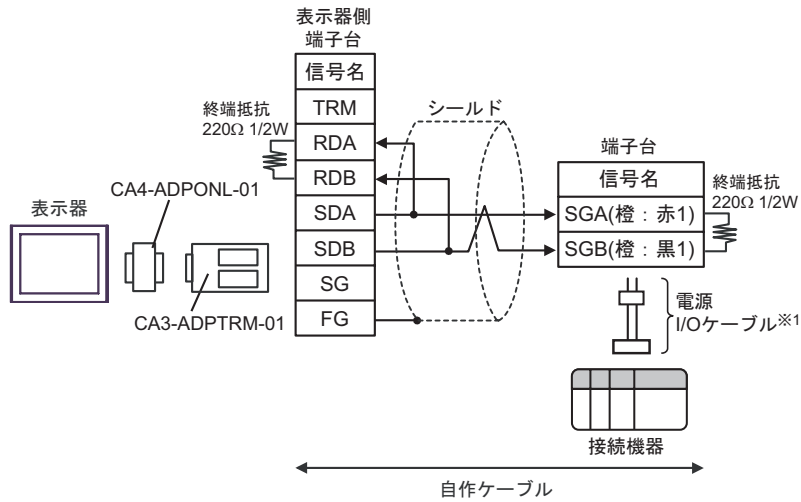 表示器側
端子台
信号名
TRM
RDA
RDB
SDA
SDB
SG
FG
終端抵抗
220Ω 1/2W
シールド
端子台
信号名
SGA(橙：赤1)
SGB(橙：黒1)
終端抵抗
220Ω 1/2W
表示器
CA4-ADPONL-01
CA3-ADPTRM-01
電源
I/Oケーブル※1
接続機器
自作ケーブル